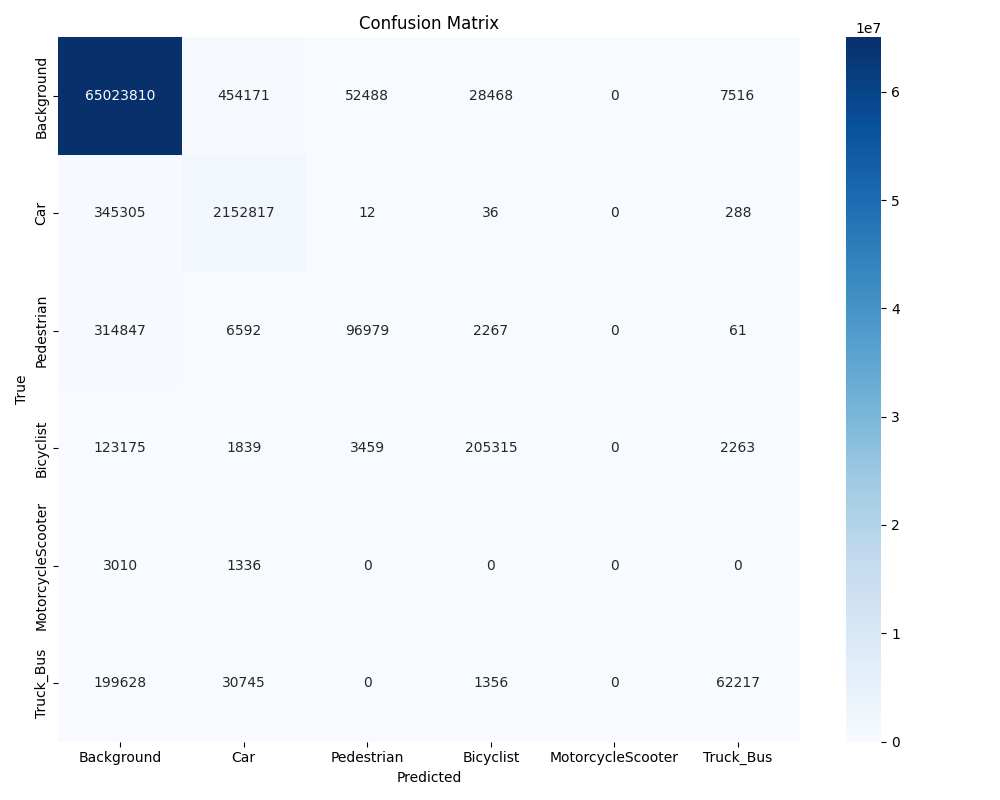 Confusion Matrix
1e7
Background 65023810 454171 52488 28468 0 7516
Car 345305 2152817 12 36 0 288
Pedestrian 314847 6592 96979 2267 0 61
Bicyclist 123175 1839 3459 205315 0 2263
MotorcycleScooter 3010 1336 0 0 0 0
Truck_Bus 199628 30745 0 1356 0 62217
True
Background Car Pedestrian Bicyclist MotorcycleScooter Truck_Bus
Predicted
6
5
4
3
2
1
0